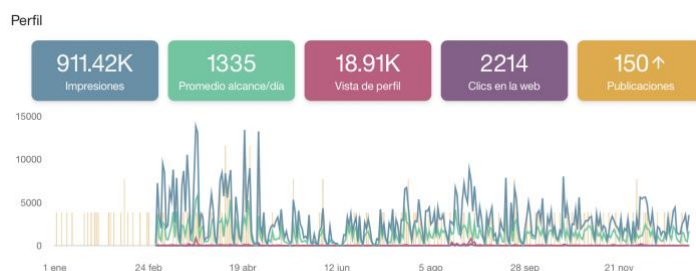 Perfil
911.42K 1335 18.91K 2214 150↑
Impresiones Promedio alcance/día Vista de perfil Clics en la web Publicaciones
15000
10000
5000
0
1 ene 24 feb 19 abr 12 jun 5 ago 28 sep 21 nov